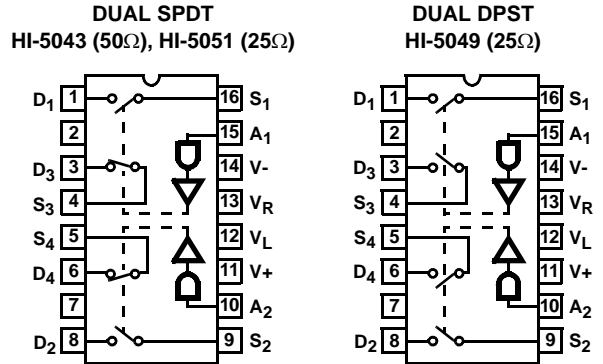 DUAL SPDT
HI-5043 (50Ω), HI-5051 (25Ω)
D1 1 16 S1
2 15 A1
D3 3 14 V-
S3 4 13 VR
S4 5 12 VL
D4 6 11 V+
7 10 A2
D2 8 9 S2
DUAL DPST
HI-5049 (25Ω)
D1 1 16 S1
2 15 A1
D3 3 14 V-
S3 4 13 VR
S4 5 12 VL
D4 6 11 V+
7 10 A2
D2 8 9 S2